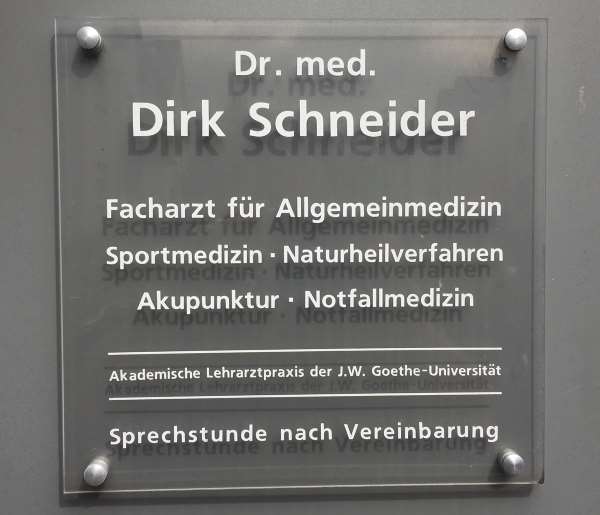 Dr. med.
Dirk Schneider
Facharzt für Allgemeinmedizin
Sportmedizin · Naturheilverfahren
Akupunktur · Notfallmedizin
Akademische Lehrarztpraxis der J.W. Goethe-Universität
Sprechstunde nach Vereinbarung